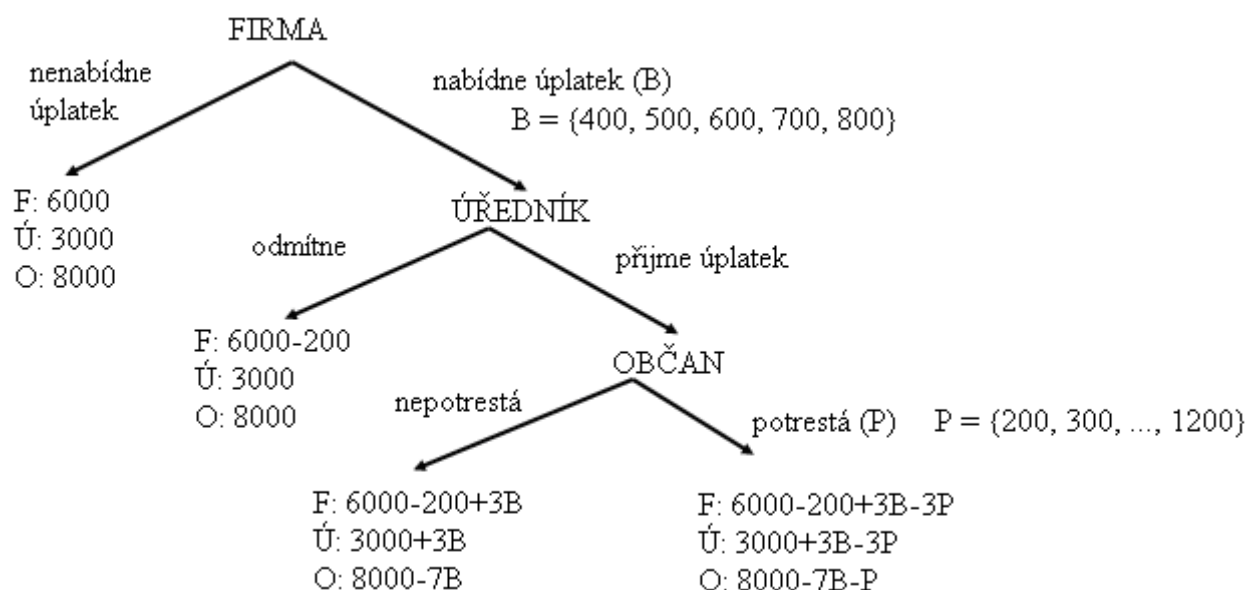 FIRMA
nenabídne
úplatek
nabídne úplatek (B)
B = {400, 500, 600, 700, 800}
F: 6000
Ú: 3000
O: 8000
ÚŘEDNÍK
odmítne
přijme úplatek
F: 6000-200
Ú: 3000
O: 8000
OBČAN
nepotrestá
potrestá (P) P = {200, 300, ..., 1200}
F: 6000-200+3B
Ú: 3000+3B
O: 8000-7B
F: 6000-200+3B-3P
Ú: 3000+3B-3P
O: 8000-7B-P